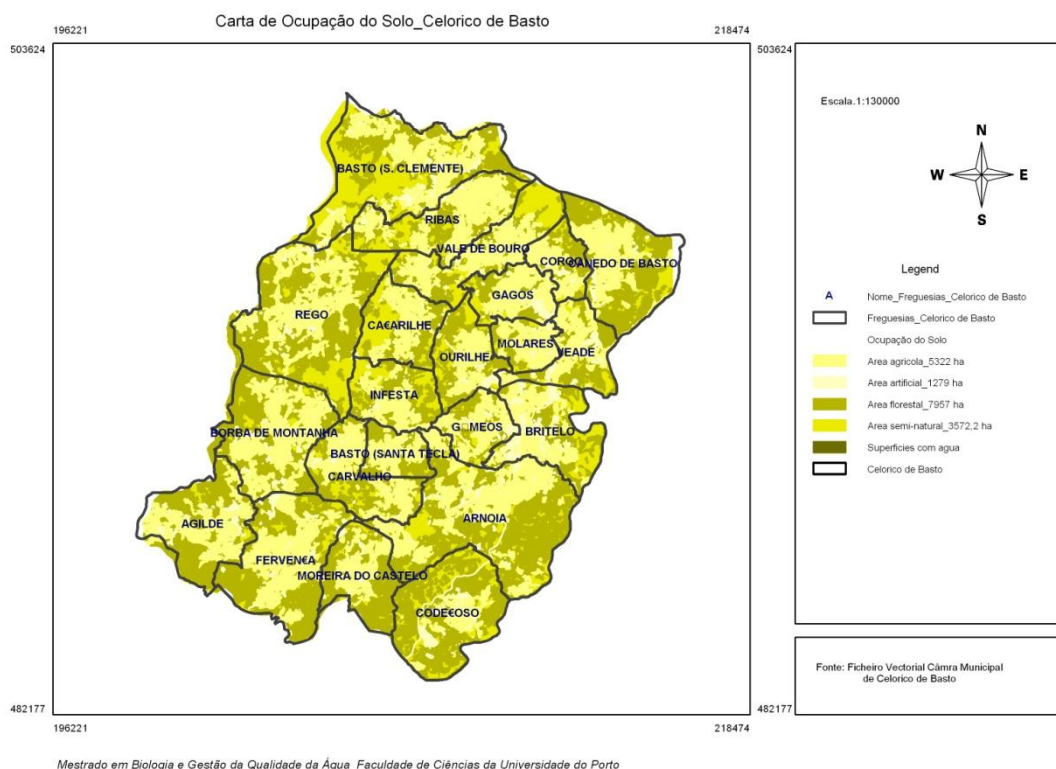 Carta de Ocupação do Solo_Celorico de Basto
196221
218474
503624
503624
Escala.1:130000
N
W
E
S
BASTO (S. CLEMENTE)
RIBAS
VALE DE BOURO
CORGO
CANEDO DE BASTO
GAGOS
REGO
CA€ARILHE
MOLARES
VEADE
OURILHE
INFESTA
G□MEOS
BRITELO
BORBA DE MONTANHA
BASTO (SANTA TECLA)
CARVALHO
ARNOIA
AGILDE
FERVEN€A
MOREIRA DO CASTELO
CODE€OSO
Legend
A Nome_Freguesias_Celorico de Basto
Freguesias_Celorico de Basto
Ocupação do Solo
Area agricola_5322 ha
Area artificial_1279 ha
Area florestal_7957 ha
Area semi-natural_3572,2 ha
Superficies com agua
Celorico de Basto
Fonte: Ficheiro Vectorial Câmra Municipal
de Celorico de Basto
482177
482177
196221
218474
Mestrado em Biologia e Gestão da Qualidade da Água_Faculdade de Ciências da Universidade do Porto